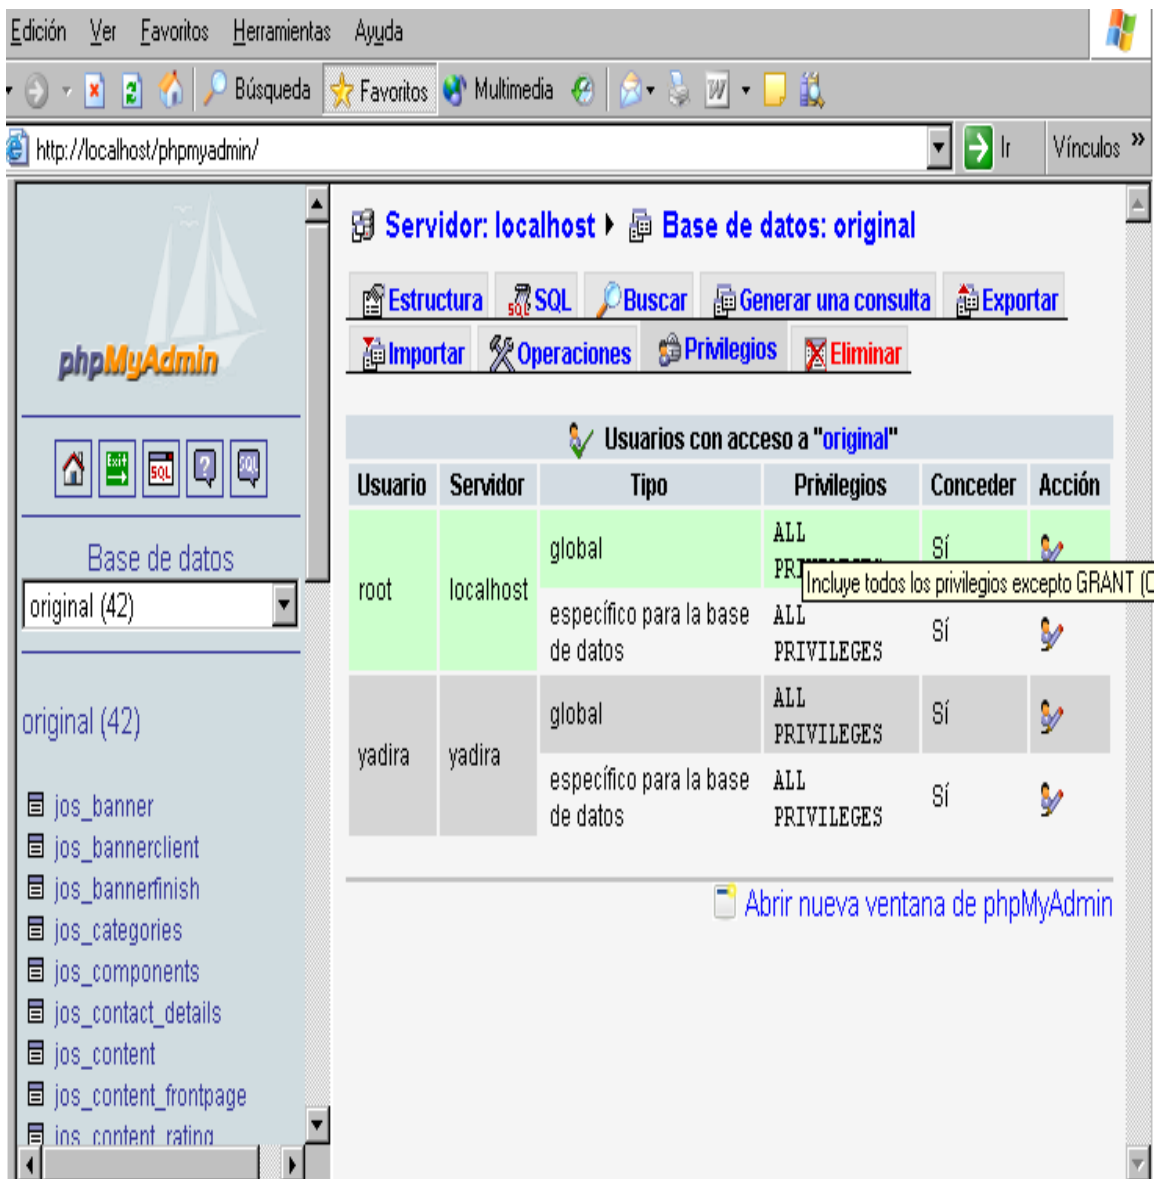 Edición Ver Favoritos Herramientas Ayuda
Búsqueda Favoritos Multimedia
http://localhost/phpmyadmin/ Ir Vínculos »
phpMyAdmin
Exit SQL ? SQL
Base de datos
original (42)
original (42)
jos_banner
jos_bannerclient
jos_bannerfinish
jos_categories
jos_components
jos_contact_details
jos_content
jos_content_frontpage
jos_content_rating
Servidor: localhost Base de datos: original
Estructura SQL Buscar Generar una consulta Exportar
Importar Operaciones Privilegios Eliminar
Usuarios con acceso a "original"
Usuario Servidor Tipo Privilegios Conceder Acción
root localhost global ALL Sí
Incluye todos los privilegios excepto GRANT
específico para la base de datos ALL PRIVILEGES Sí
yadira yadira global ALL PRIVILEGES Sí
específico para la base de datos ALL PRIVILEGES Sí
Abrir nueva ventana de phpMyAdmin